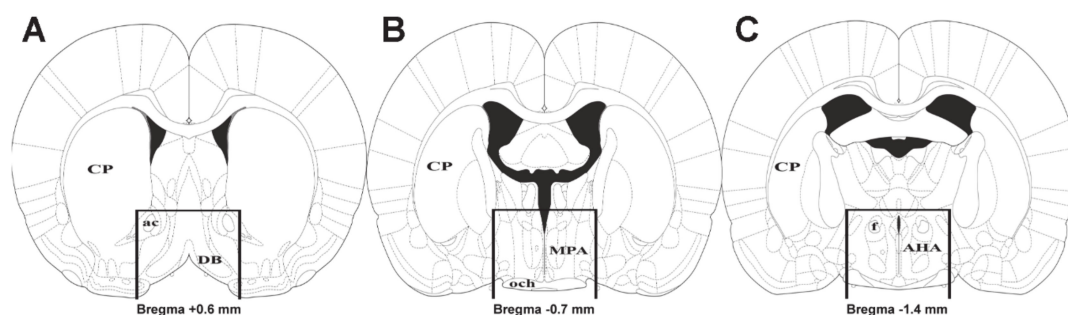 A
B
C
CP
CP
CP
ac
DB
MPA
och
f
AHA
Bregma +0.6 mm
Bregma -0.7 mm
Bregma -1.4 mm